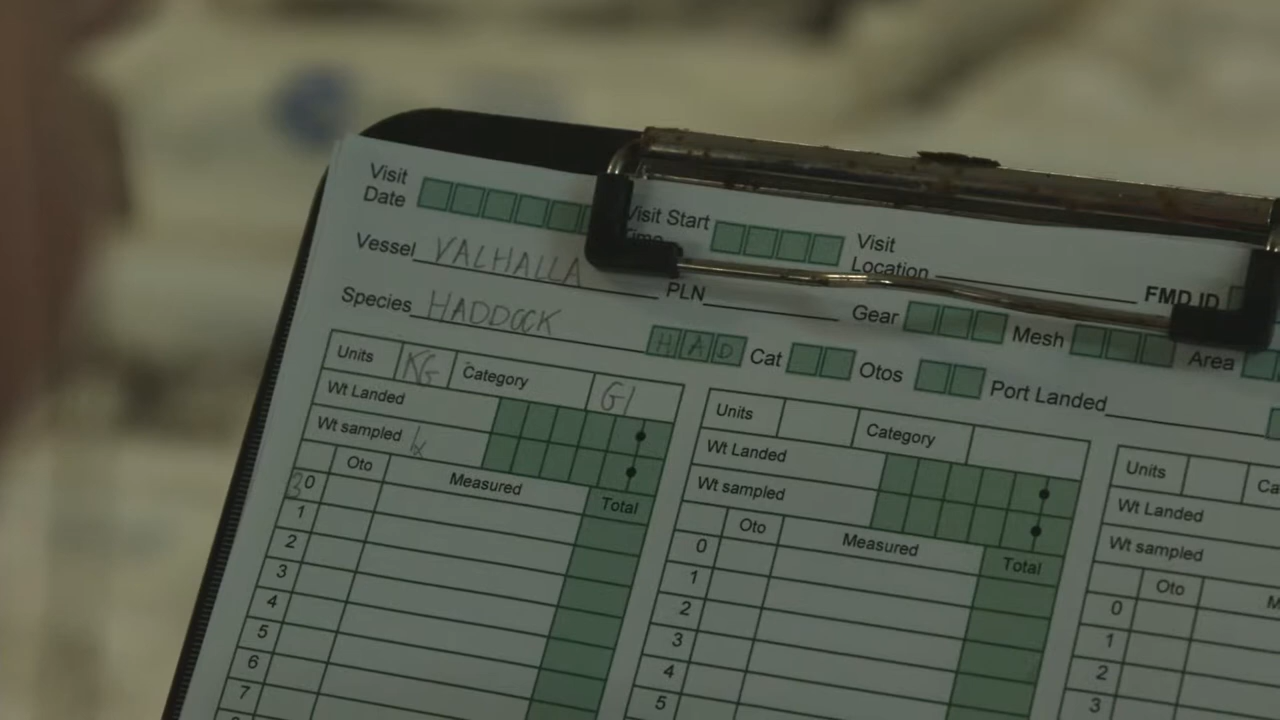 Visit Date Visit Start Time Visit Location FMD ID
Vessel VALHALLA PLN Gear Mesh Area
Species HADDOCK HAD Cat Otos Port Landed
Units KG Category G1
Wt Landed
Wt sampled
Oto Measured Total
30
1
2
3
4
5
6
7
Units Category
Wt Landed
Wt sampled
Oto Measured Total
0
1
2
3
4
5
Units
Wt Landed
Wt sampled
Oto
0
1
2
3